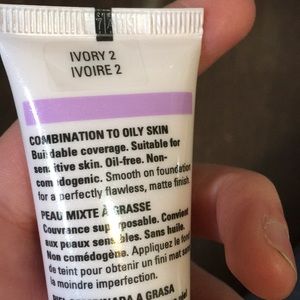 IVORY 2
IVOIRE 2
COMBINATION TO OILY SKIN
Buildable coverage. Suitable for
sensitive skin. Oil-free. Non-
comedogenic. Smooth on foundation
for a perfectly flawless, matte finish.
PEAU MIXTE À GRASSE
Couvrance superposable. Convient
aux peaux sensibles. Sans huile.
Non comédogène. Appliquez le fond
de teint pour obtenir un fini mat sans
la moindre imperfection.
A GRASA